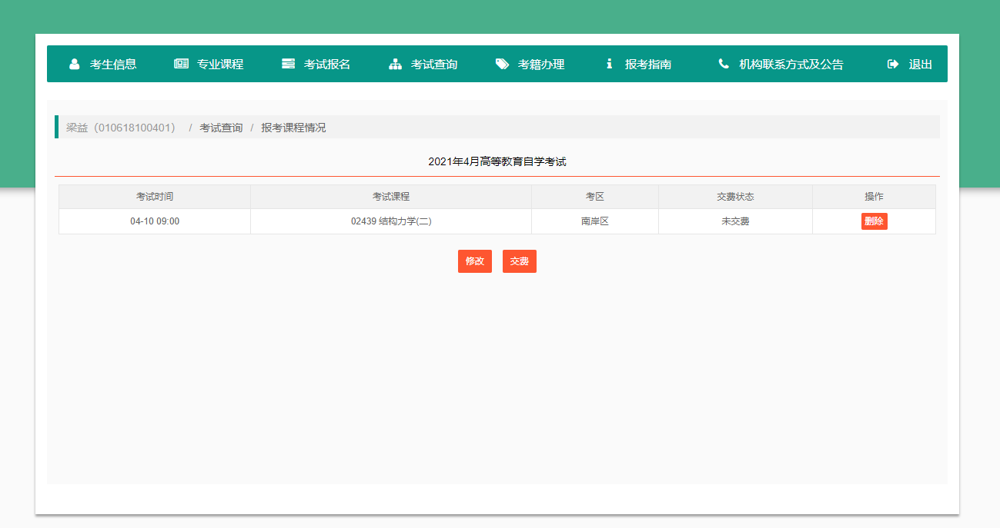 考生信息 专业课程 考试报名 考试查询 考籍办理 报考指南 机构联系方式及公告 退出
梁益（010618100401） / 考试查询 / 报考课程情况
2021年4月高等教育自学考试
考试时间 考试课程 考区 交费状态 操作
04-10 09:00 02439 结构力学(二) 南岸区 未交费 删除
修改 交费